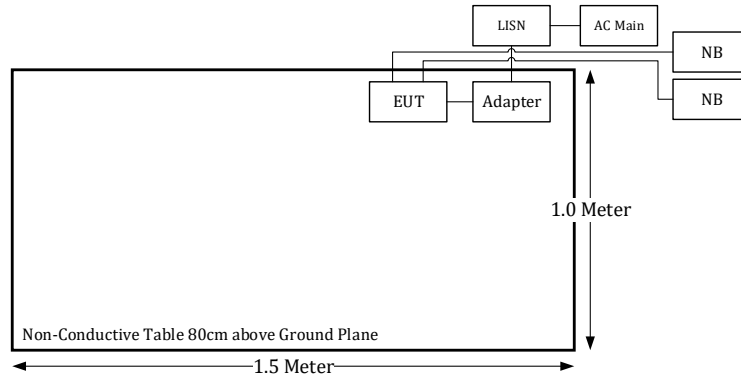 LISN
AC Main
NB
EUT
Adapter
NB
1.0 Meter
Non-Conductive Table 80cm above Ground Plane
1.5 Meter